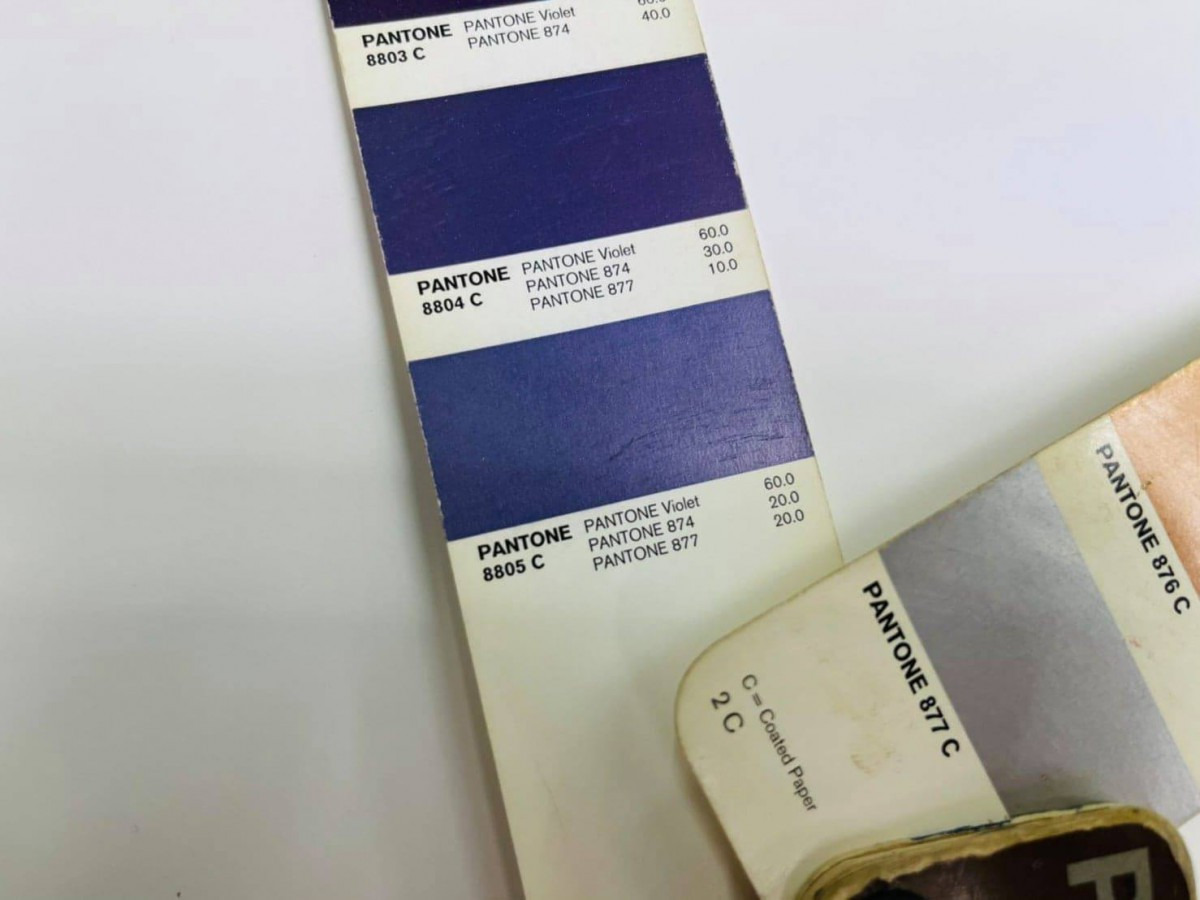 PANTONE 8803 C
PANTONE Violet
PANTONE 874 40.0
PANTONE 8804 C
PANTONE Violet 60.0
PANTONE 874 30.0
PANTONE 877 10.0
PANTONE 8805 C
PANTONE Violet 60.0
PANTONE 874 20.0
PANTONE 877 20.0
PANTONE 876 C
PANTONE 877 C
C = Coated Paper
2 C
P